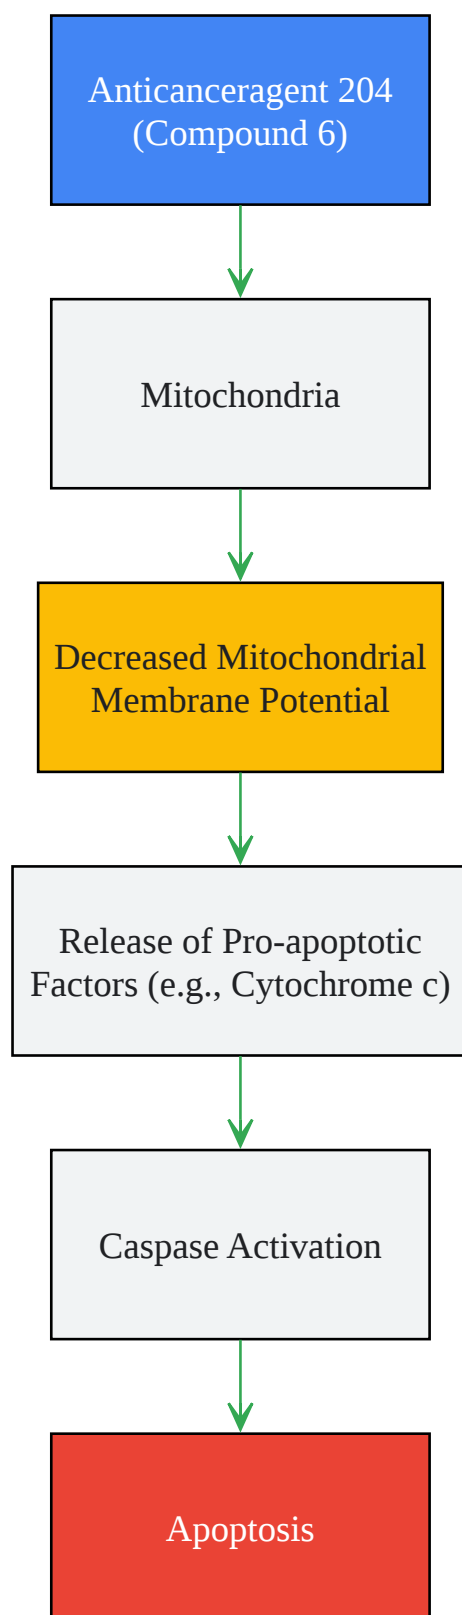 Anticanceragent 204
(Compound 6)
Mitochondria
Decreased Mitochondrial
Membrane Potential
Release of Pro-apoptotic
Factors (e.g., Cytochrome c)
Caspase Activation
Apoptosis